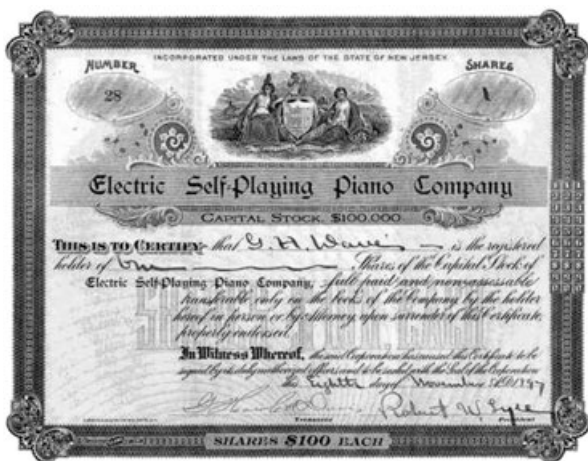 INCORPORATED UNDER THE LAWS OF THE STATE OF NEW JERSEY
NUMBER
SHARES
28
1
Electric Self-Playing Piano Company
CAPITAL STOCK, $100.000
THIS IS TO CERTIFY that G. H. is the registered
holder of One Shares of the Capital Stock of
Electric Self-Playing Piano Company, full paid and non-assessable
transferable only on the books of the Company by the holder
hereof in person or by Attorney upon surrender of this Certificate
properly endorsed.
In Witness Whereof, the said Corporation has caused this Certificate to be
signed by its duly authorized officers and to be sealed with the Seal of the Corporation
this Eighth day of November A.D. 1897
Robert W.
Treasurer
President
SHARES $100 EACH